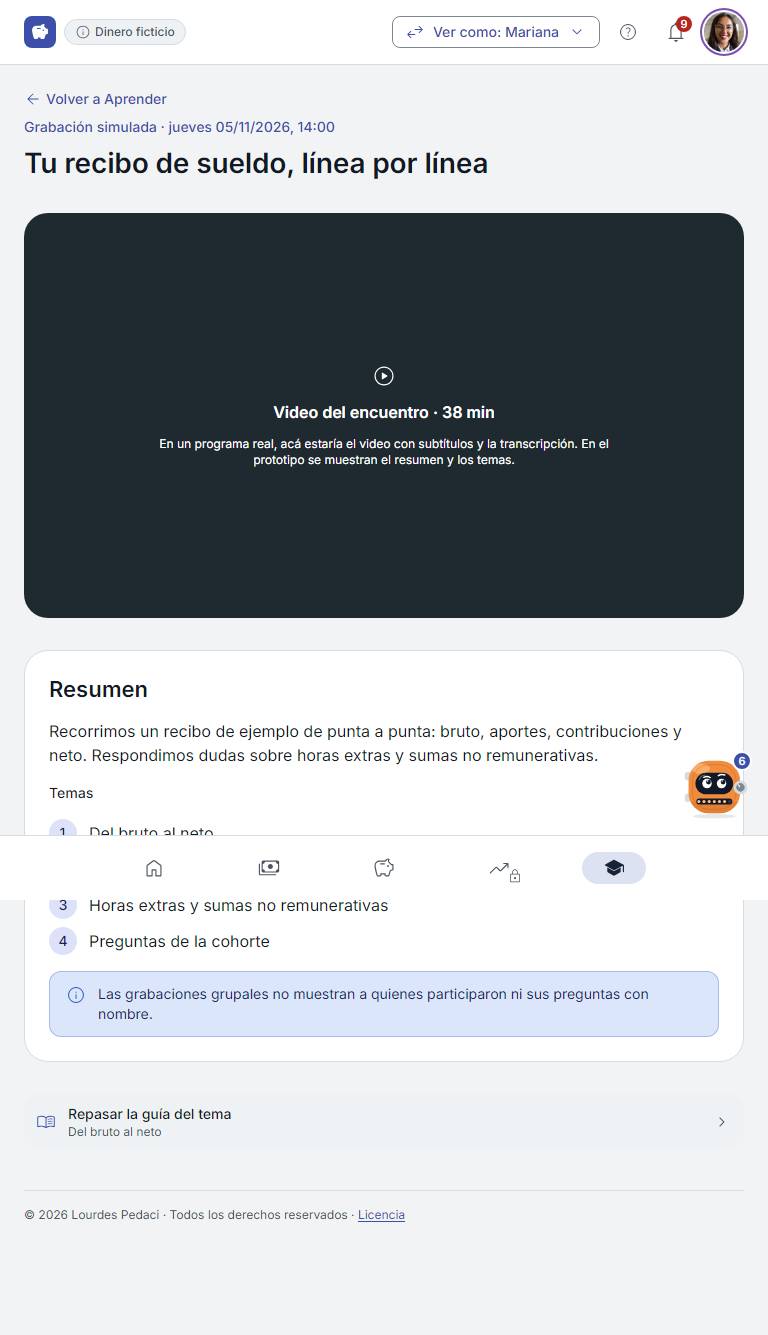 Dinero ficticio
Ver como: Mariana
9
Volver a Aprender
Grabación simulada · jueves 05/11/2026, 14:00
Tu recibo de sueldo, línea por línea
Video del encuentro · 38 min
En un programa real, acá estaría el video con subtítulos y la transcripción. En el
prototipo se muestran el resumen y los temas.
Resumen
Recorrimos un recibo de ejemplo de punta a punta: bruto, aportes, contribuciones y
neto. Respondimos dudas sobre horas extras y sumas no remunerativas.
6
Temas
1 Del bruto al neto
3 Horas extras y sumas no remunerativas
4 Preguntas de la cohorte
Las grabaciones grupales no muestran a quienes participaron ni sus preguntas con
nombre.
Repasar la guía del tema
Del bruto al neto
© 2026 Lourdes Pedaci · Todos los derechos reservados · Licencia